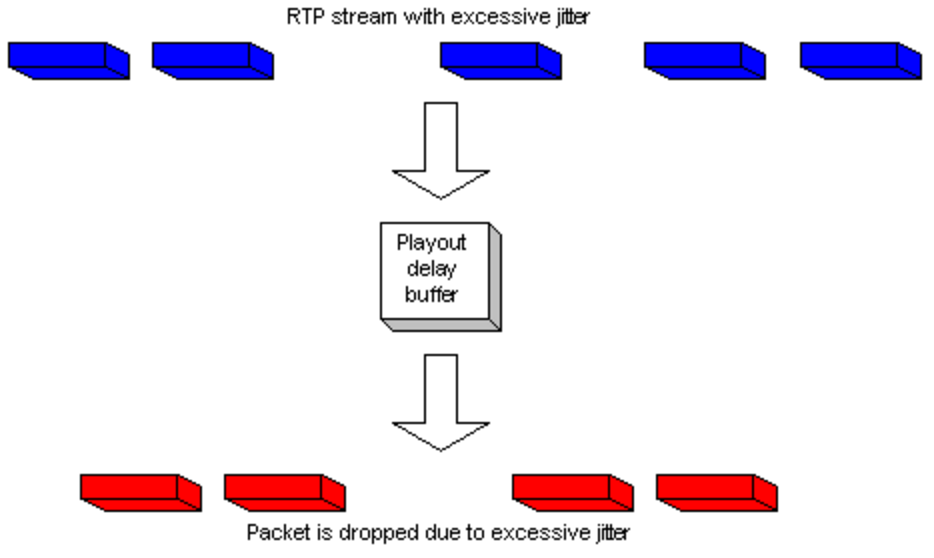 RTP stream with excessive jitter
Playout
delay
buffer
Packet is dropped due to excessive jitter